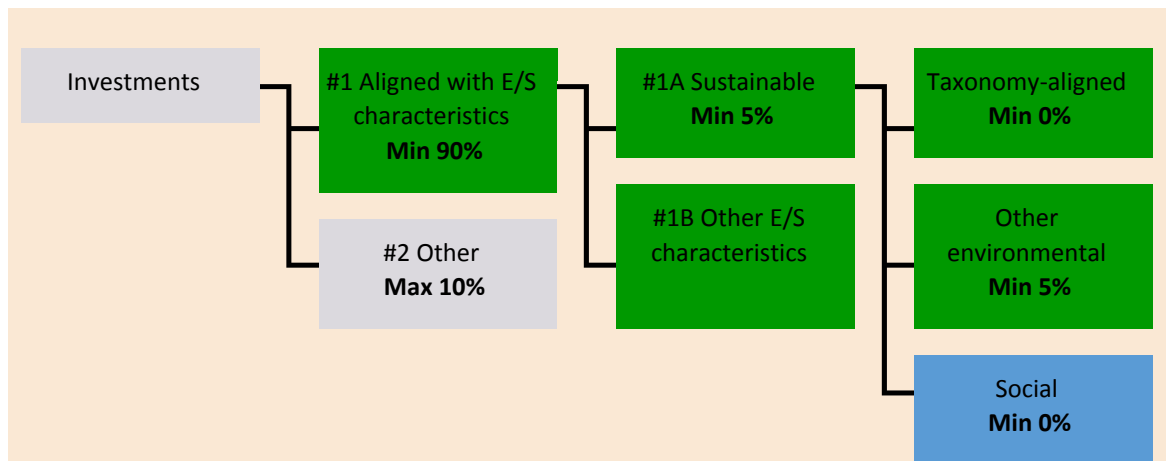 Investments
#1 Aligned with E/S
characteristics
Min 90%
#2 Other
Max 10%
#1A Sustainable
Min 5%
#1B Other E/S
characteristics
Taxonomy-aligned
Min 0%
Other
environmental
Min 5%
Social
Min 0%